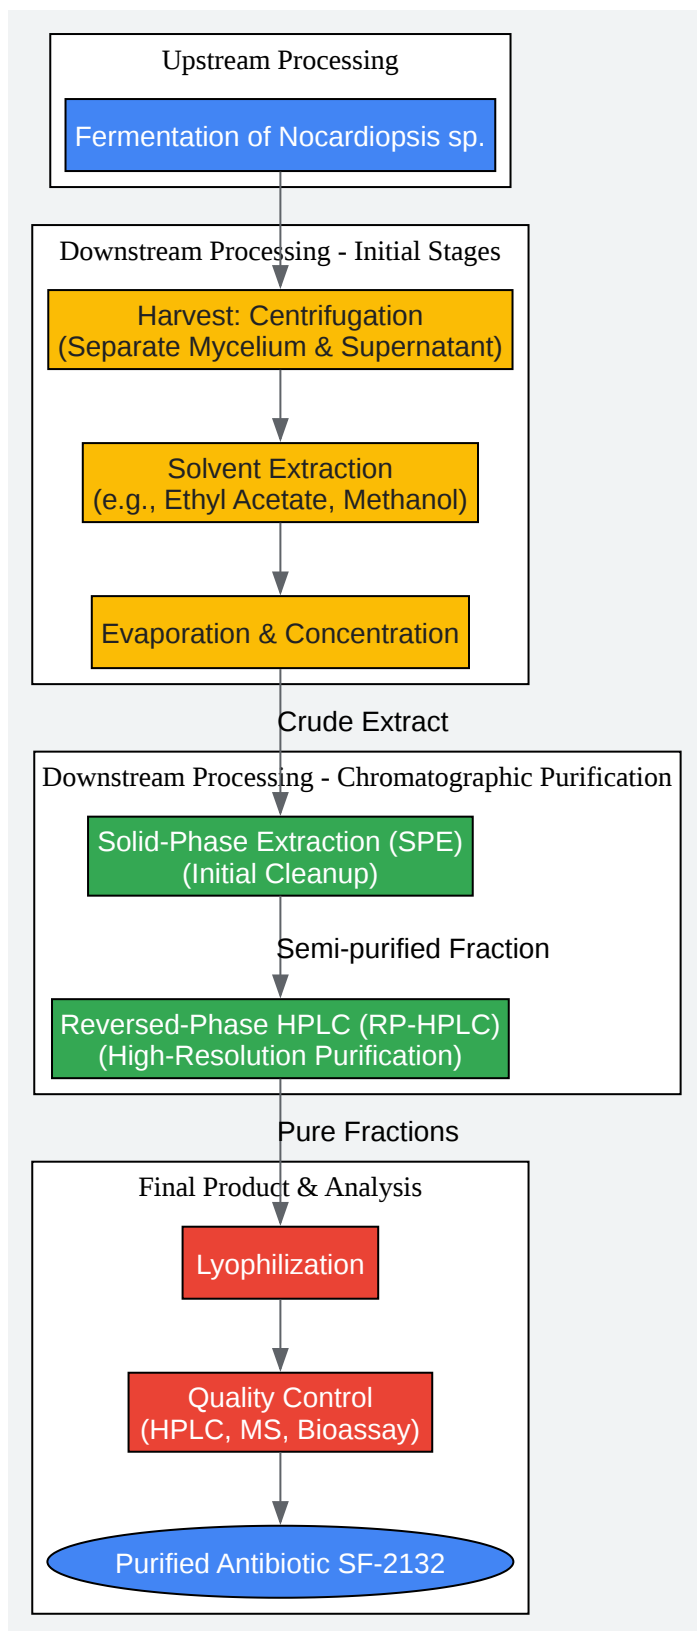 Upstream Processing
Fermentation of Nocardiopsis sp.
Downstream Processing - Initial Stages
Harvest: Centrifugation
(Separate Mycelium & Supernatant)
Solvent Extraction
(e.g., Ethyl Acetate, Methanol)
Evaporation & Concentration
Crude Extract
Downstream Processing - Chromatographic Purification
Solid-Phase Extraction (SPE)
(Initial Cleanup)
Semi-purified Fraction
Reversed-Phase HPLC (RP-HPLC)
(High-Resolution Purification)
Pure Fractions
Final Product & Analysis
Lyophilization
Quality Control
(HPLC, MS, Bioassay)
Purified Antibiotic SF-2132